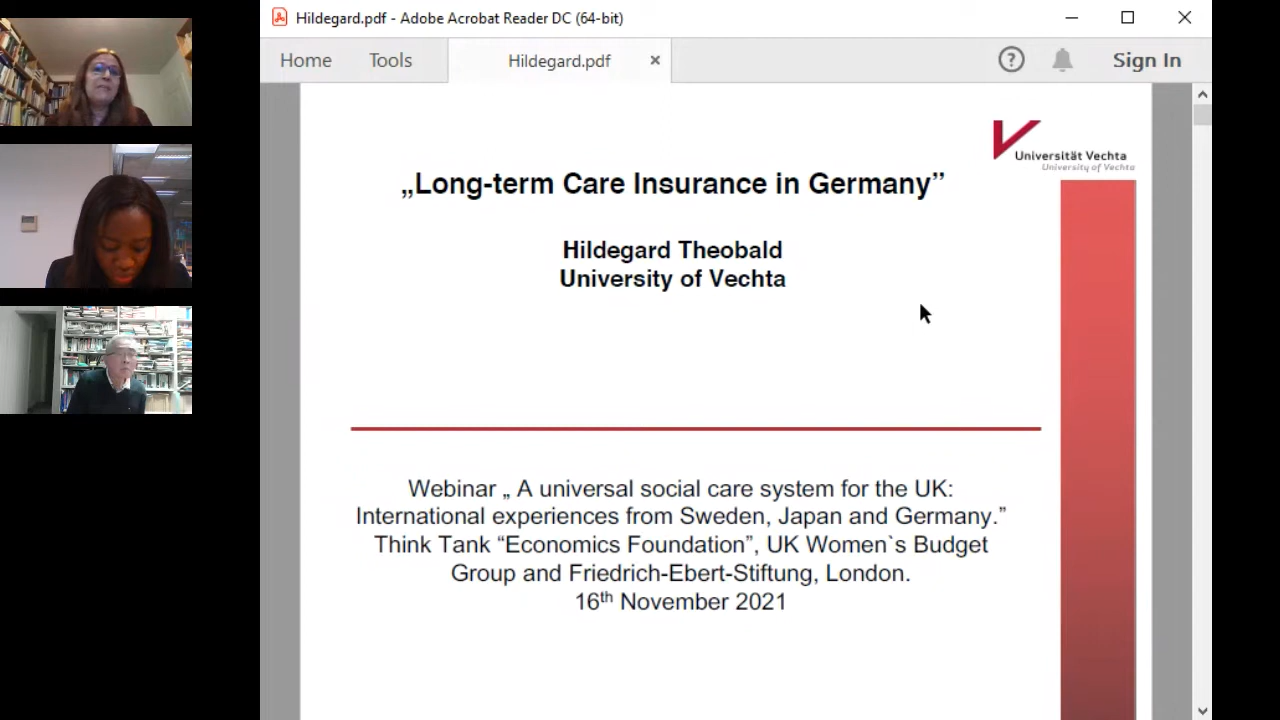 Hildegard.pdf - Adobe Acrobat Reader DC (64-bit)
Home Tools Hildegard.pdf × ? Sign In
Universität Vechta
University of Vechta
„Long-term Care Insurance in Germany”
Hildegard Theobald
University of Vechta
Webinar „ A universal social care system for the UK:
International experiences from Sweden, Japan and Germany.”
Think Tank “Economics Foundation”, UK Women`s Budget
Group and Friedrich-Ebert-Stiftung, London.
16th November 2021